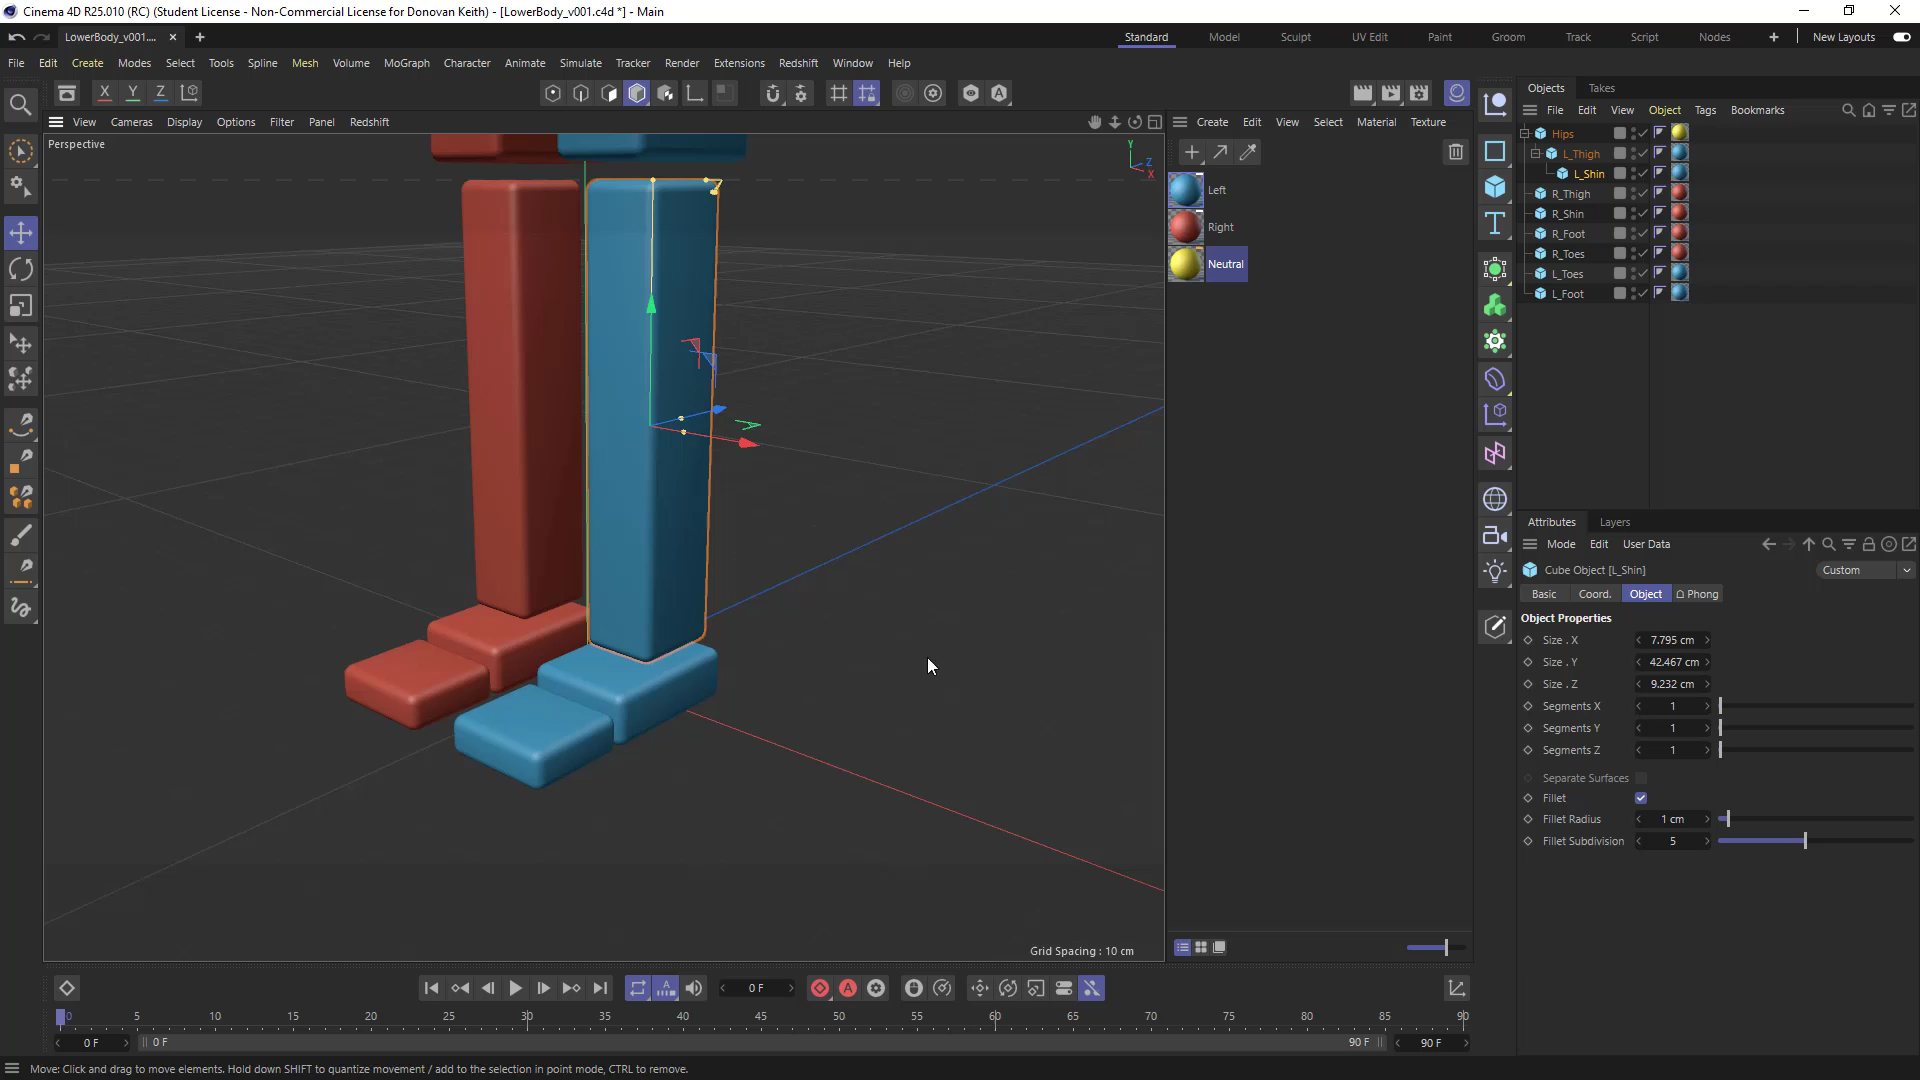 Cinema 4D R25.010 (RC) (Student License - Non-Commercial License for Donovan Keith) - [LowerBody_v001.c4d *] - Main
LowerBody_v001....
Standard Model Sculpt UV Edit Paint Groom Track Script Nodes New Layouts
File Edit Create Modes Select Tools Spline Mesh Volume MoGraph Character Animate Simulate Tracker Render Extensions Redshift Window Help
X Y Z
View Cameras Display Options Filter Panel Redshift
Perspective
Y
Z
X
Grid Spacing : 10 cm
Create Edit View Select Material Texture
Left
Right
Neutral
Objects Takes
File Edit View Object Tags Bookmarks
Hips
L_Thigh
L_Shin
R_Thigh
R_Shin
R_Foot
R_Toes
L_Toes
L_Foot
Attributes Layers
Mode Edit User Data
Cube Object [L_Shin] Custom
Basic Coord. Object Phong
Object Properties
Size . X 7.795 cm
Size . Y 42.467 cm
Size . Z 9.232 cm
Segments X 1
Segments Y 1
Segments Z 1
Separate Surfaces
Fillet
Fillet Radius 1 cm
Fillet Subdivision 5
0 F
0 5 10 15 20 25 30 35 40 45 50 55 60 65 70 75 80 85 90
0 F 0 F 90 F 90 F
Move: Click and drag to move elements. Hold down SHIFT to quantize movement / add to the selection in point mode, CTRL to remove.